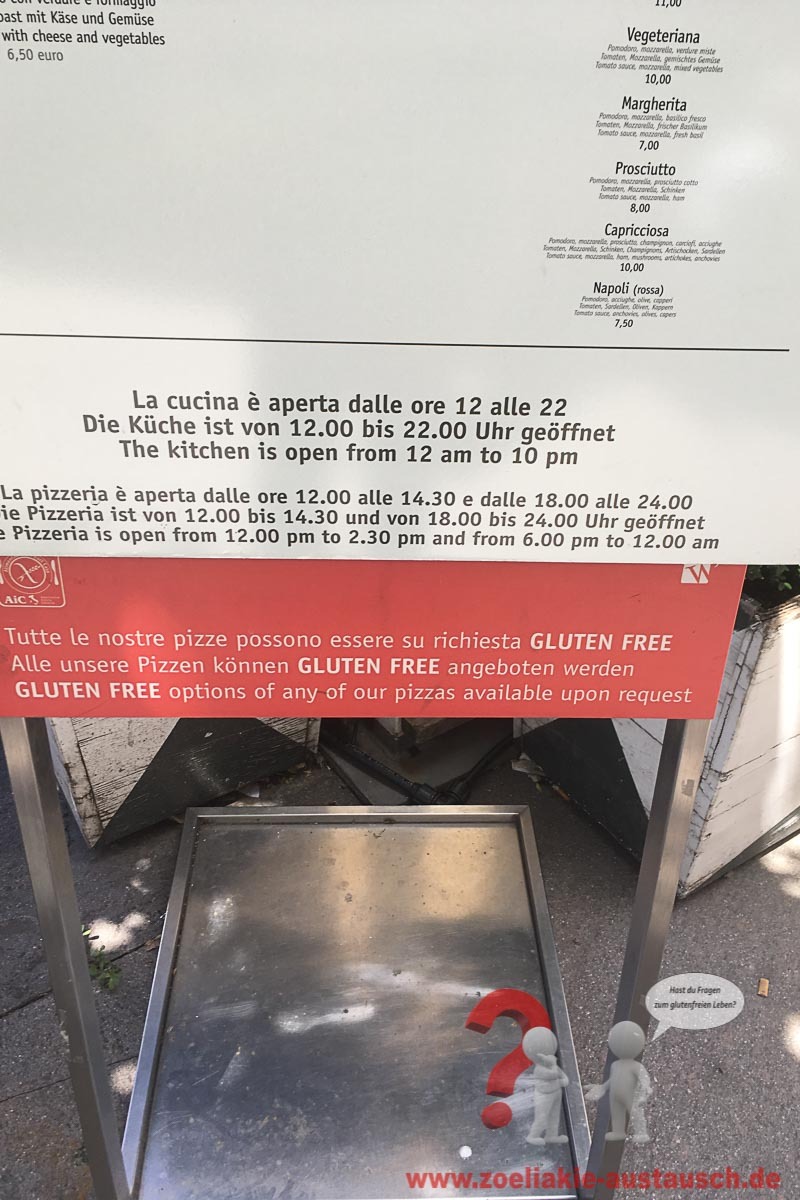 con verdure e formaggio
oast mit Käse und Gemüse
with cheese and vegetables
6,50 euro
11,00
Vegeteriana
Pomodoro, mozzarella, verdure miste
Tomaten, Mozzarella, gemischtes Gemüse
Tomato sauce, mozzarella, mixed vegetables
10,00
Margherita
Pomodoro, mozzarella, basilico fresco
Tomaten, Mozzarella, frischer Basilikum
Tomato sauce, mozzarella, fresh basil
7,00
Prosciutto
Pomodoro, mozzarella, prosciutto cotto
Tomaten, Mozzarella, Schinken
Tomato sauce, mozzarella, ham
8,00
Capricciosa
Pomodoro, mozzarella, prosciutto, champignon, carciofi, acciughe
Tomaten, Mozzarella, Schinken, Champignons, Artischocken, Sardellen
Tomato sauce, mozzarella, ham, mushrooms, artichokes, anchovies
10,00
Napoli (rossa)
Pomodoro, acciughe, olive, capperi
Tomaten, Sardellen, Oliven, Kappern
Tomato sauce, anchovies, olives, capers
7,50
La cucina è aperta dalle ore 12 alle 22
Die Küche ist von 12.00 bis 22.00 Uhr geöffnet
The kitchen is open from 12 am to 10 pm
La pizzeria è aperta dalle ore 12.00 alle 14.30 e dalle 18.00 alle 24.00
ie Pizzeria ist von 12.00 bis 14.30 und von 18.00 bis 24.00 Uhr geöffnet
e Pizzeria is open from 12.00 pm to 2.30 pm and from 6.00 pm to 12.00 am
AiC
W
Tutte le nostre pizze possono essere su richiesta GLUTEN FREE
Alle unsere Pizzen können GLUTEN FREE angeboten werden
GLUTEN FREE options of any of our pizzas available upon request
Hast du Fragen
zum glutenfreien Leben?
www.zoeliakie-austausch.de